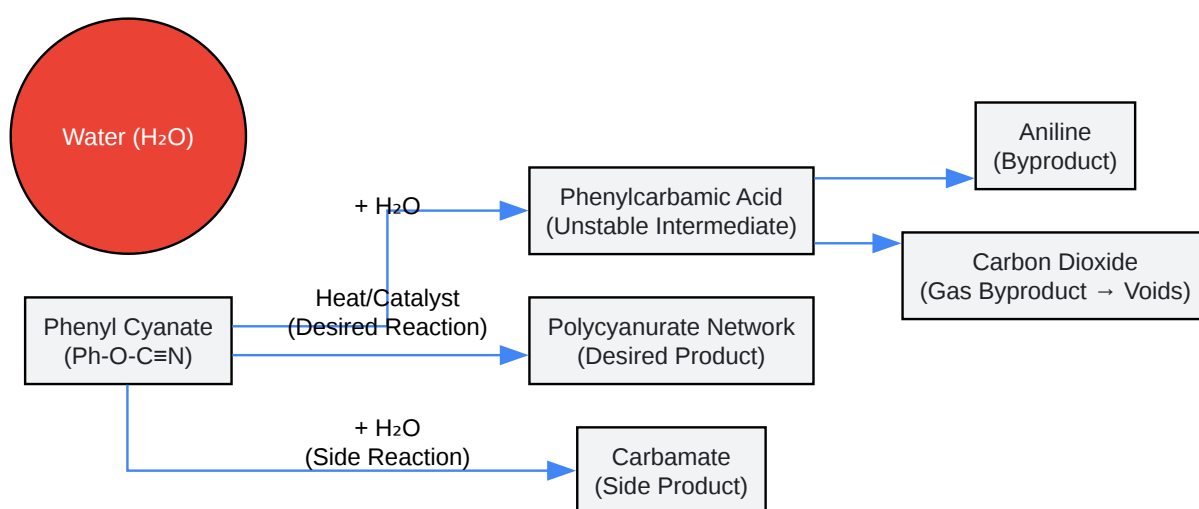 Water (H₂O)
Aniline
(Byproduct)
Phenylcarbamic Acid
(Unstable Intermediate)
+ H₂O
Carbon Dioxide
(Gas Byproduct → Voids)
Heat/Catalyst
(Desired Reaction)
Phenyl Cyanate
(Ph-O-C≡N)
Polycyanurate Network
(Desired Product)
+ H₂O
(Side Reaction)
Carbamate
(Side Product)